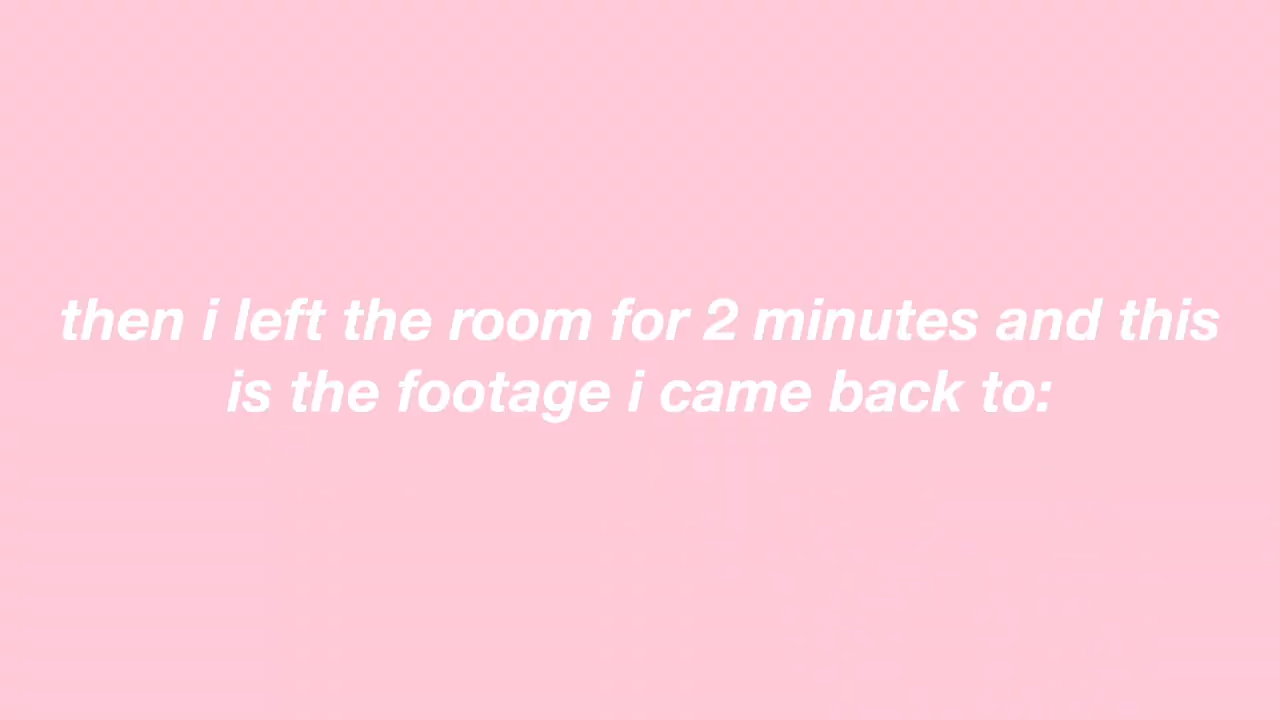 then i left the room for 2 minutes and this
is the footage i came back to: